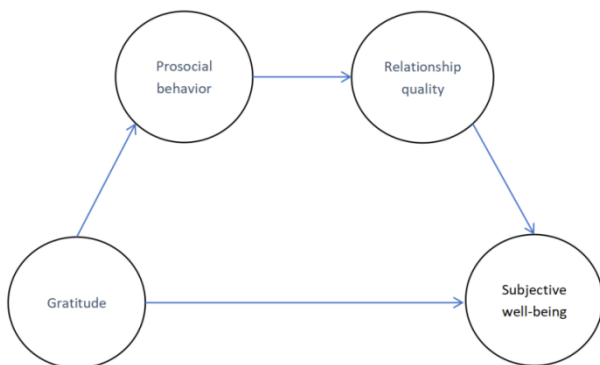 Prosocial
behavior
Relationship
quality
Gratitude
Subjective
well-being